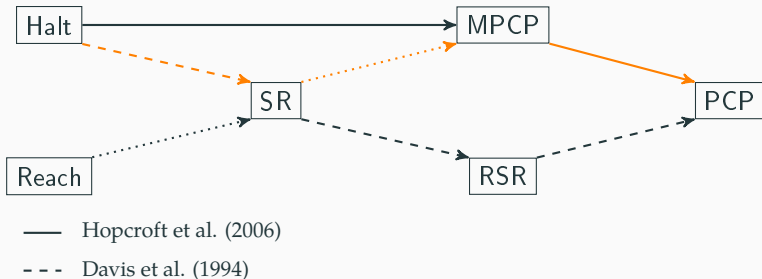 Halt
MPCP
SR
PCP
Reach
RSR
Hopcroft et al. (2006)
Davis et al. (1994)